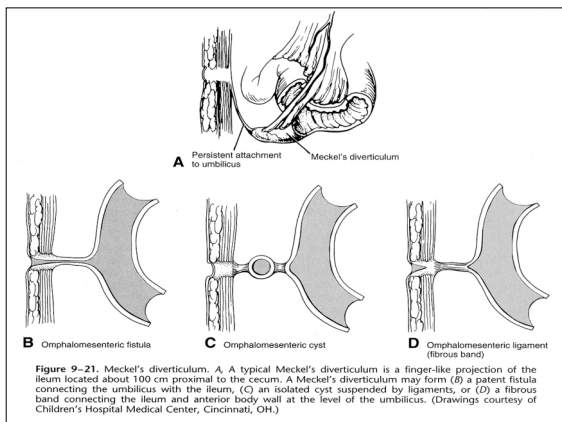 Persistent attachment
to umbilicus
Meckel's diverticulum
A
B Omphalomesenteric fistula
C Omphalomesenteric cyst
D Omphalomesenteric ligament
(fibrous band)
Figure 9–21. Meckel's diverticulum. A, A typical Meckel's diverticulum is a finger-like projection of the
ileum located about 100 cm proximal to the cecum. A Meckel's diverticulum may form (B) a patent fistula
connecting the umbilicus with the ileum, (C) an isolated cyst suspended by ligaments, or (D) a fibrous
band connecting the ileum and anterior body wall at the level of the umbilicus. (Drawings courtesy of
Children's Hospital Medical Center, Cincinnati, OH.)